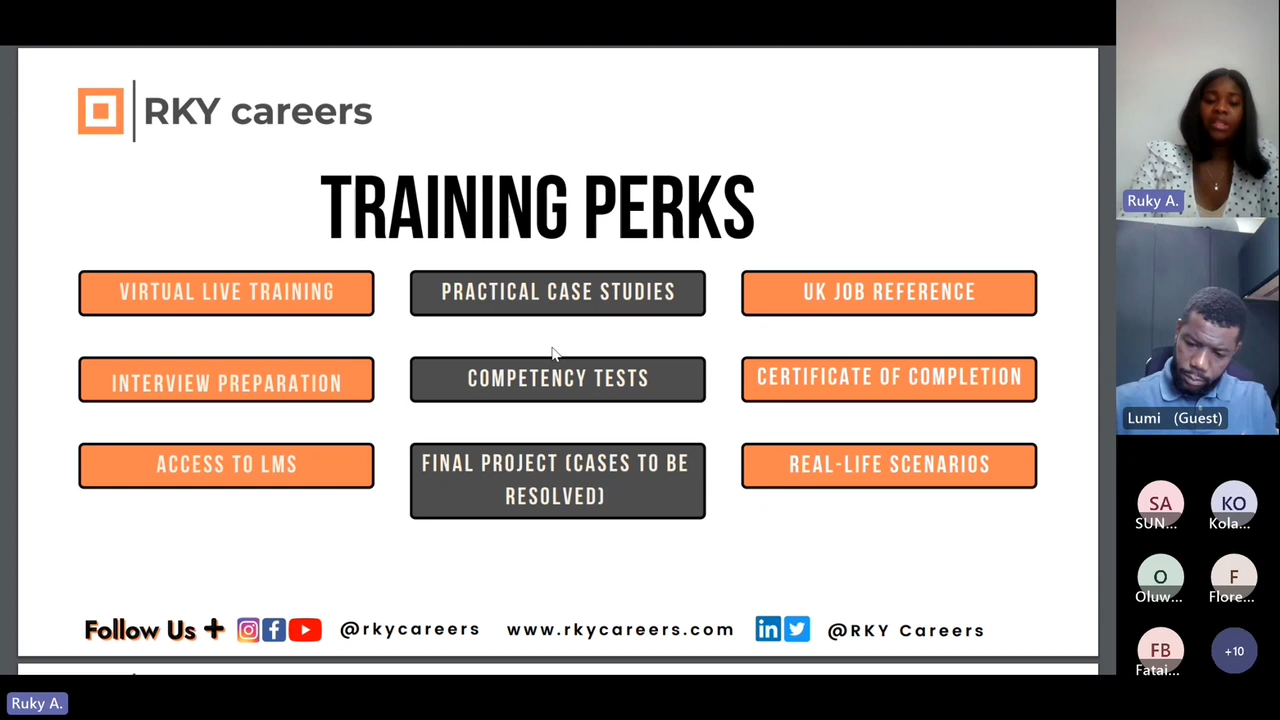 RKY careers
TRAINING PERKS
VIRTUAL LIVE TRAINING
PRACTICAL CASE STUDIES
UK JOB REFERENCE
INTERVIEW PREPARATION
COMPETENCY TESTS
CERTIFICATE OF COMPLETION
ACCESS TO LMS
FINAL PROJECT (CASES TO BE
RESOLVED)
REAL-LIFE SCENARIOS
Follow Us + @rkycareers www.rkycareers.com @RKY Careers
Ruky A.
Lumi (Guest)
SA KO
SUN... Kola...
O F
Oluw... Flore...
FB +10
Fatai...
Ruky A.